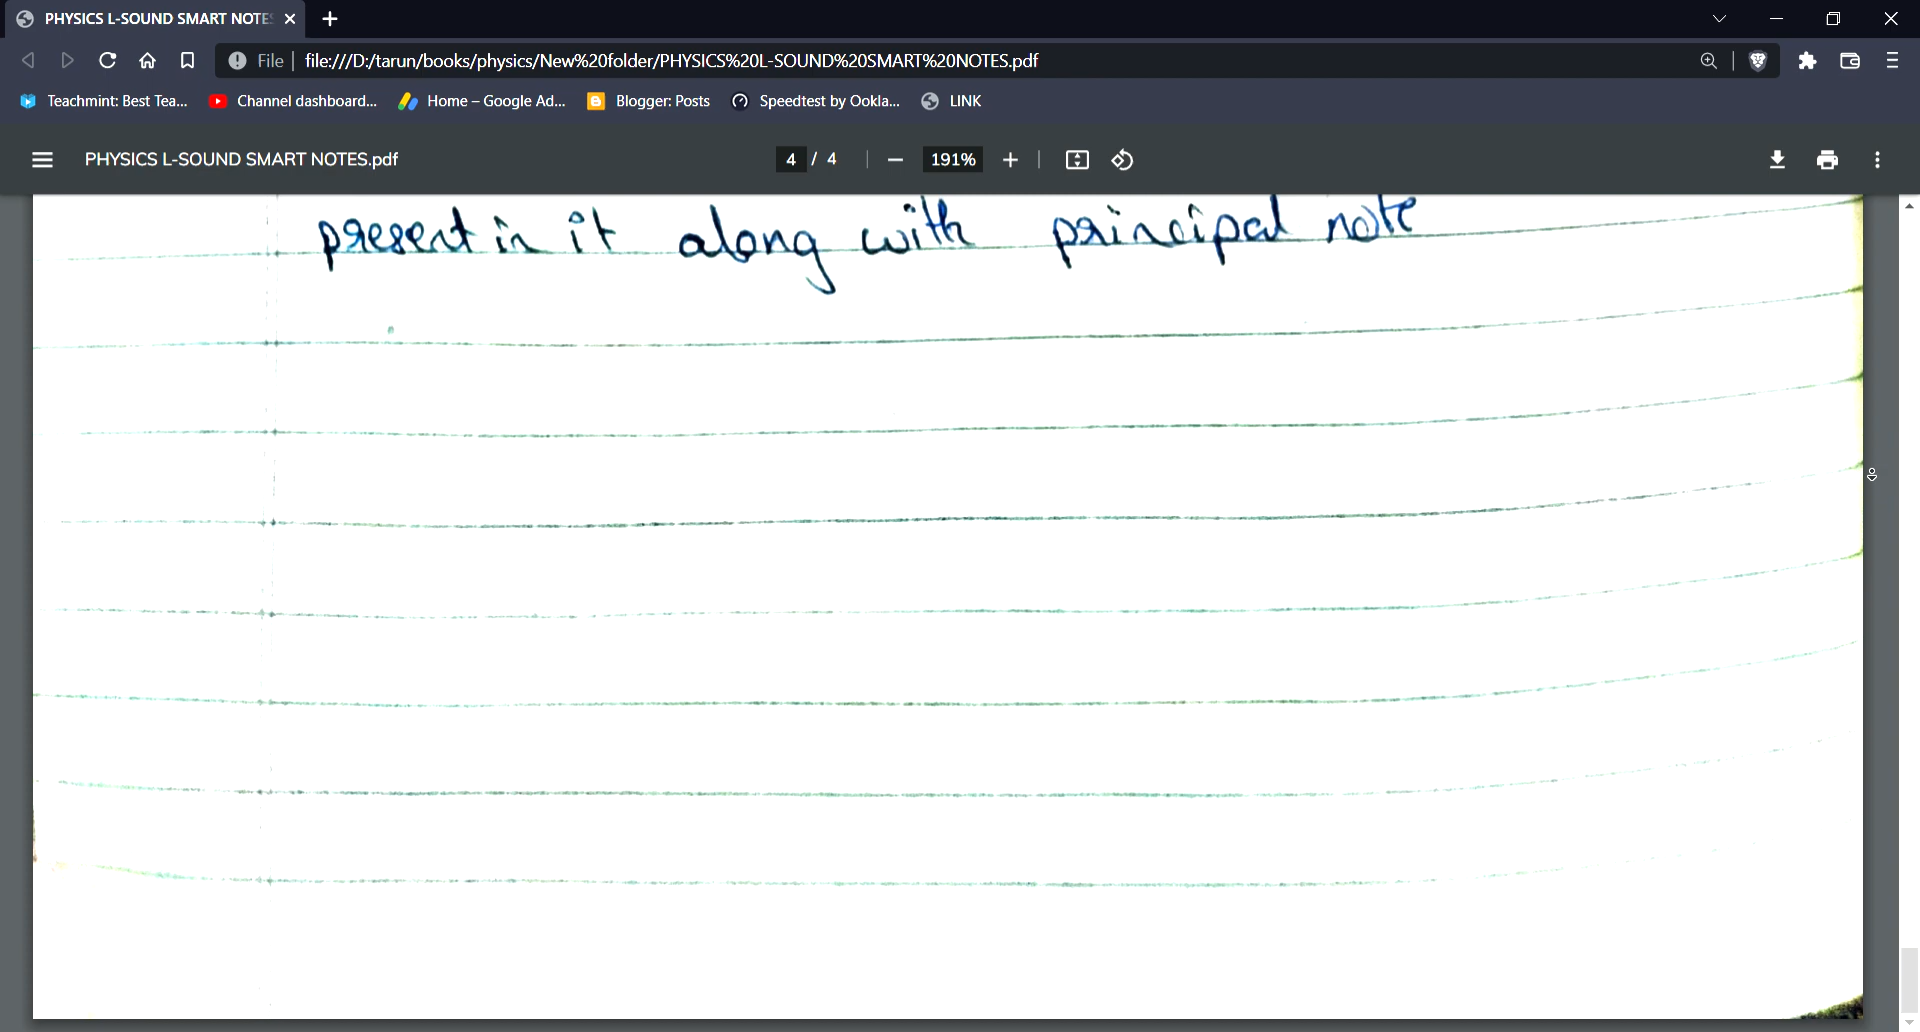 PHYSICS L-SOUND SMART NOTE
File file:///D:/tarun/books/physics/New%20folder/PHYSICS%20L-SOUND%20SMART%20NOTES.pdf
Teachmint: Best Tea... Channel dashboard... Home – Google Ad... Blogger: Posts Speedtest by Ookla... LINK
PHYSICS L-SOUND SMART NOTES.pdf 4 / 4 191%
present in it along with principal note